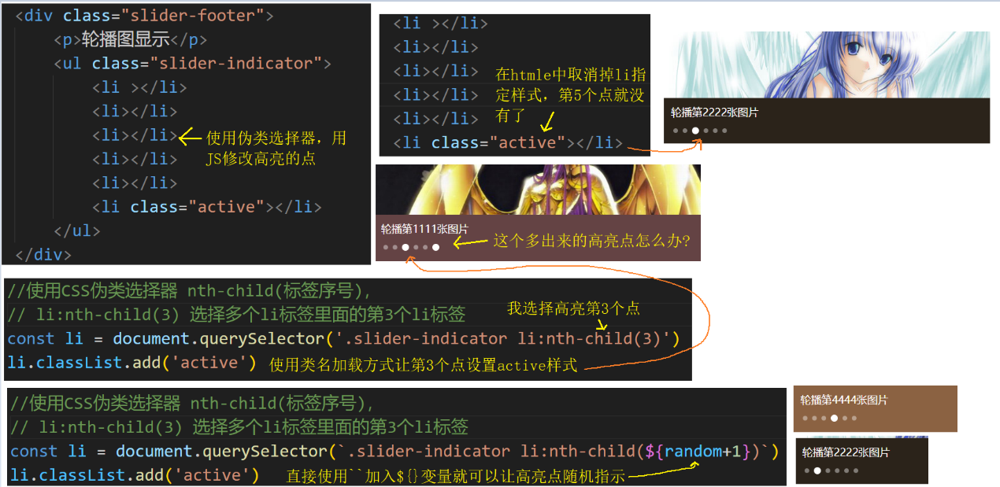 <div class="slider-footer">
<p>轮播图显示</p>
<ul class="slider-indicator">
<li ></li>
<li></li>
<li></li>
<li></li>
<li></li>
<li class="active"></li>
</ul>
</div>
使用伪类选择器，用
JS修改高亮的点
<li ></li>
<li></li>
<li></li>
<li></li>
<li></li>
<li class="active"></li>
在htmle中取消掉li指
定样式，第5个点就没
有了
轮播第2222张图片
轮播第1111张图片
这个多出来的高亮点怎么办?
//使用CSS伪类选择器 nth-child(标签序号),
// li:nth-child(3) 选择多个li标签里面的第3个li标签
我选择高亮第3个点
const li = document.querySelector('.slider-indicator li:nth-child(3)')
li.classList.add('active')
使用类名加载方式让第3个点设置active样式
//使用CSS伪类选择器 nth-child(标签序号),
// li:nth-child(3) 选择多个li标签里面的第3个li标签
const li = document.querySelector(`.slider-indicator li:nth-child(${random+1})`)
li.classList.add('active')
直接使用``加入${}变量就可以让高亮点随机指示
轮播第4444张图片
轮播第2222张图片